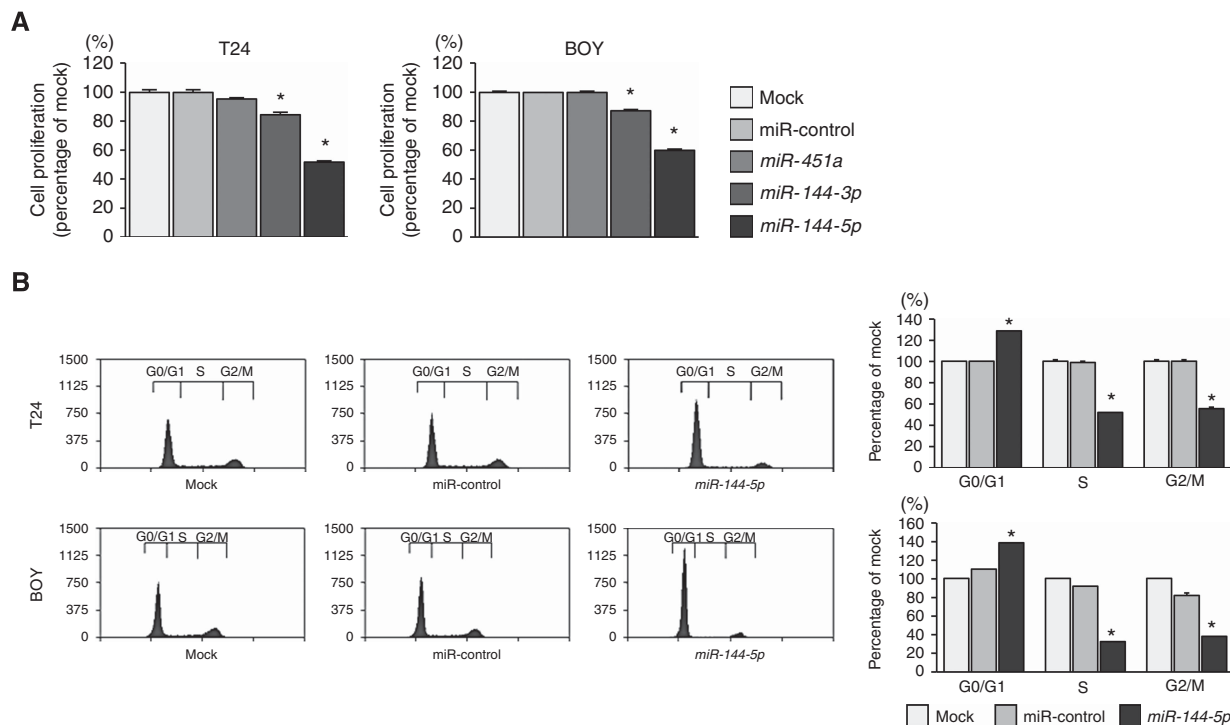 A
(%)
T24
Cell proliferation
(percentage of mock)
120
100
80
60
40
20
0
*
*
(%)
BOY
Cell proliferation
(percentage of mock)
120
100
80
60
40
20
0
*
*
Mock
miR-control
miR-451a
miR-144-3p
miR-144-5p
B
T24
1500
1125
750
375
0
G0/G1 S G2/M
Mock
1500
1125
750
375
0
G0/G1 S G2/M
miR-control
1500
1125
750
375
0
G0/G1 S G2/M
miR-144-5p
(%)
Percentage of mock
140
120
100
80
60
40
20
0
*
*
*
G0/G1 S G2/M
BOY
1500
1125
750
375
0
G0/G1 S G2/M
Mock
1500
1125
750
375
0
G0/G1 S G2/M
miR-control
1500
1125
750
375
0
G0/G1 S G2/M
miR-144-5p
(%)
Percentage of mock
160
140
120
100
80
60
40
20
0
*
*
*
G0/G1 S G2/M
Mock miR-control miR-144-5p